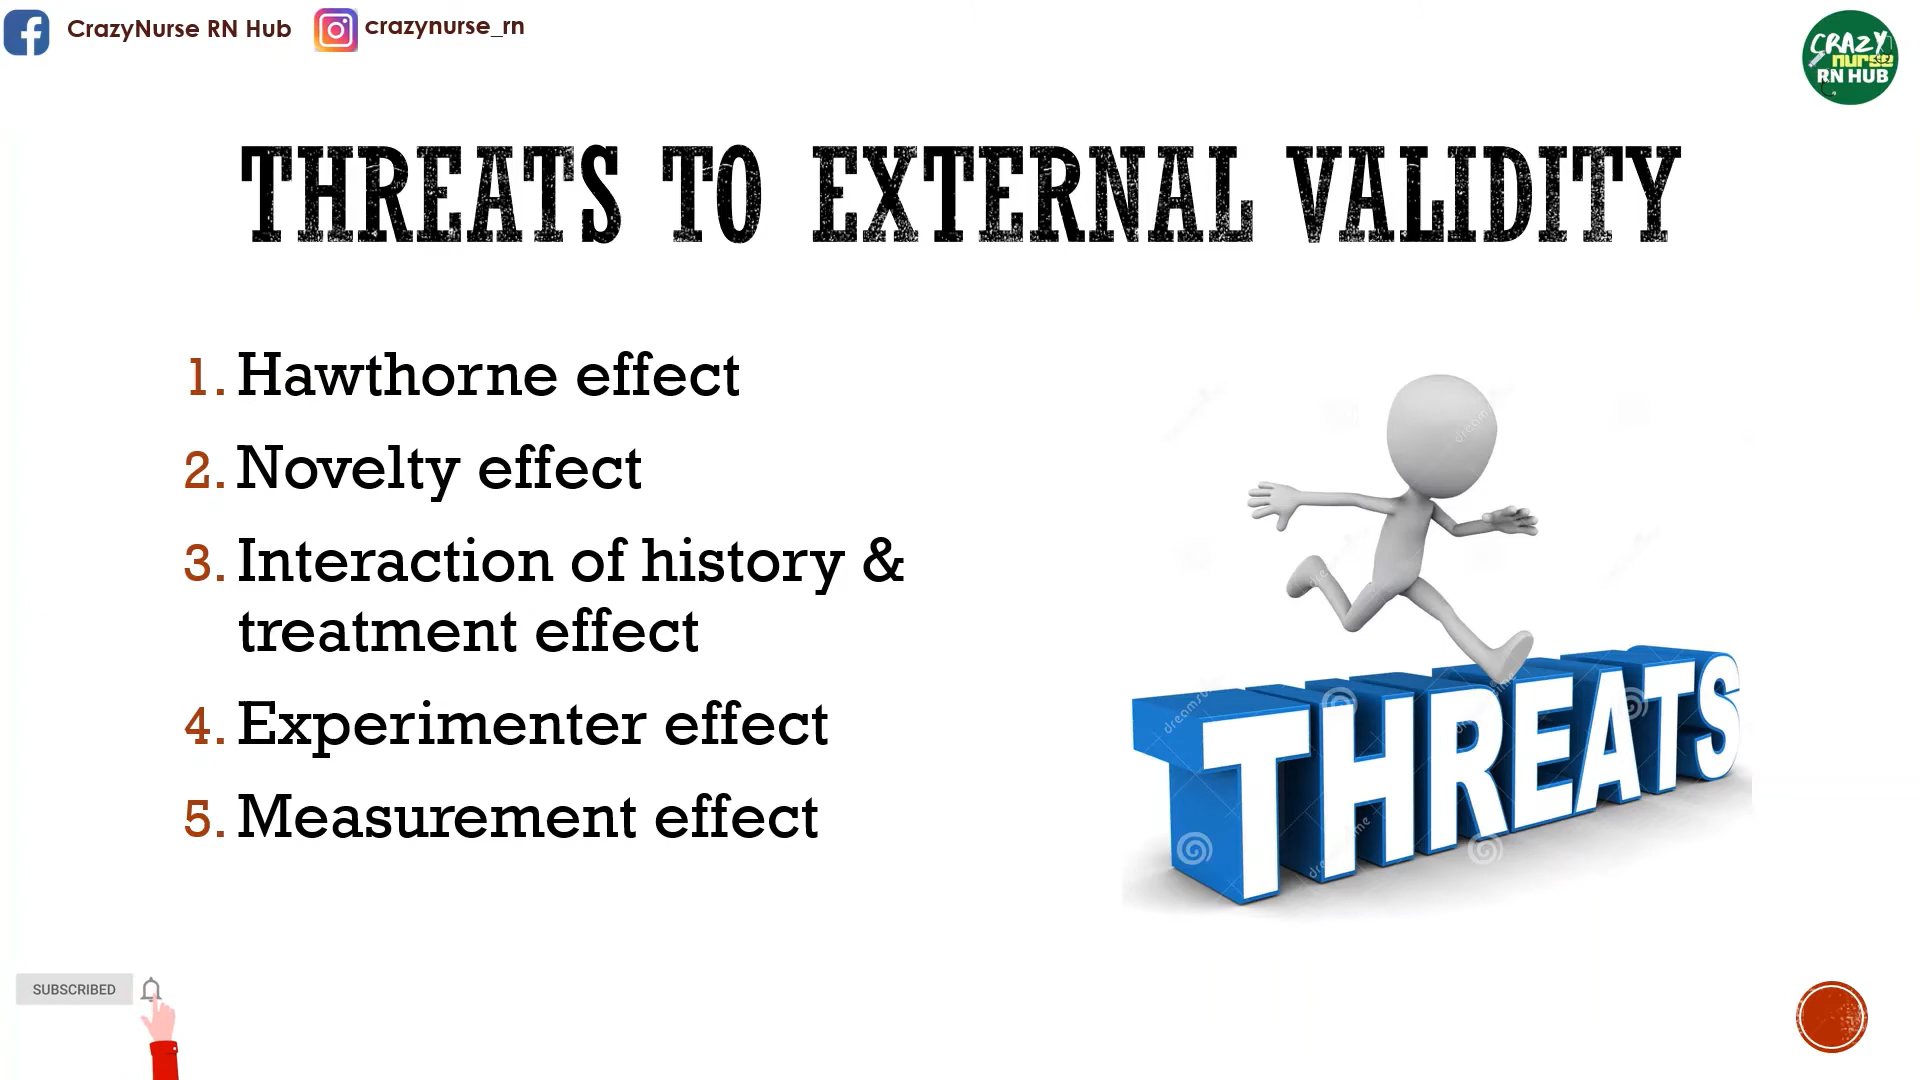 CrazyNurse RN Hub
crazynurse_rn
CRAZY
nurse
RN HUB
THREATS TO EXTERNAL VALIDITY
1. Hawthorne effect
2. Novelty effect
3. Interaction of history &
treatment effect
4. Experimenter effect
5. Measurement effect
THREATS
SUBSCRIBED